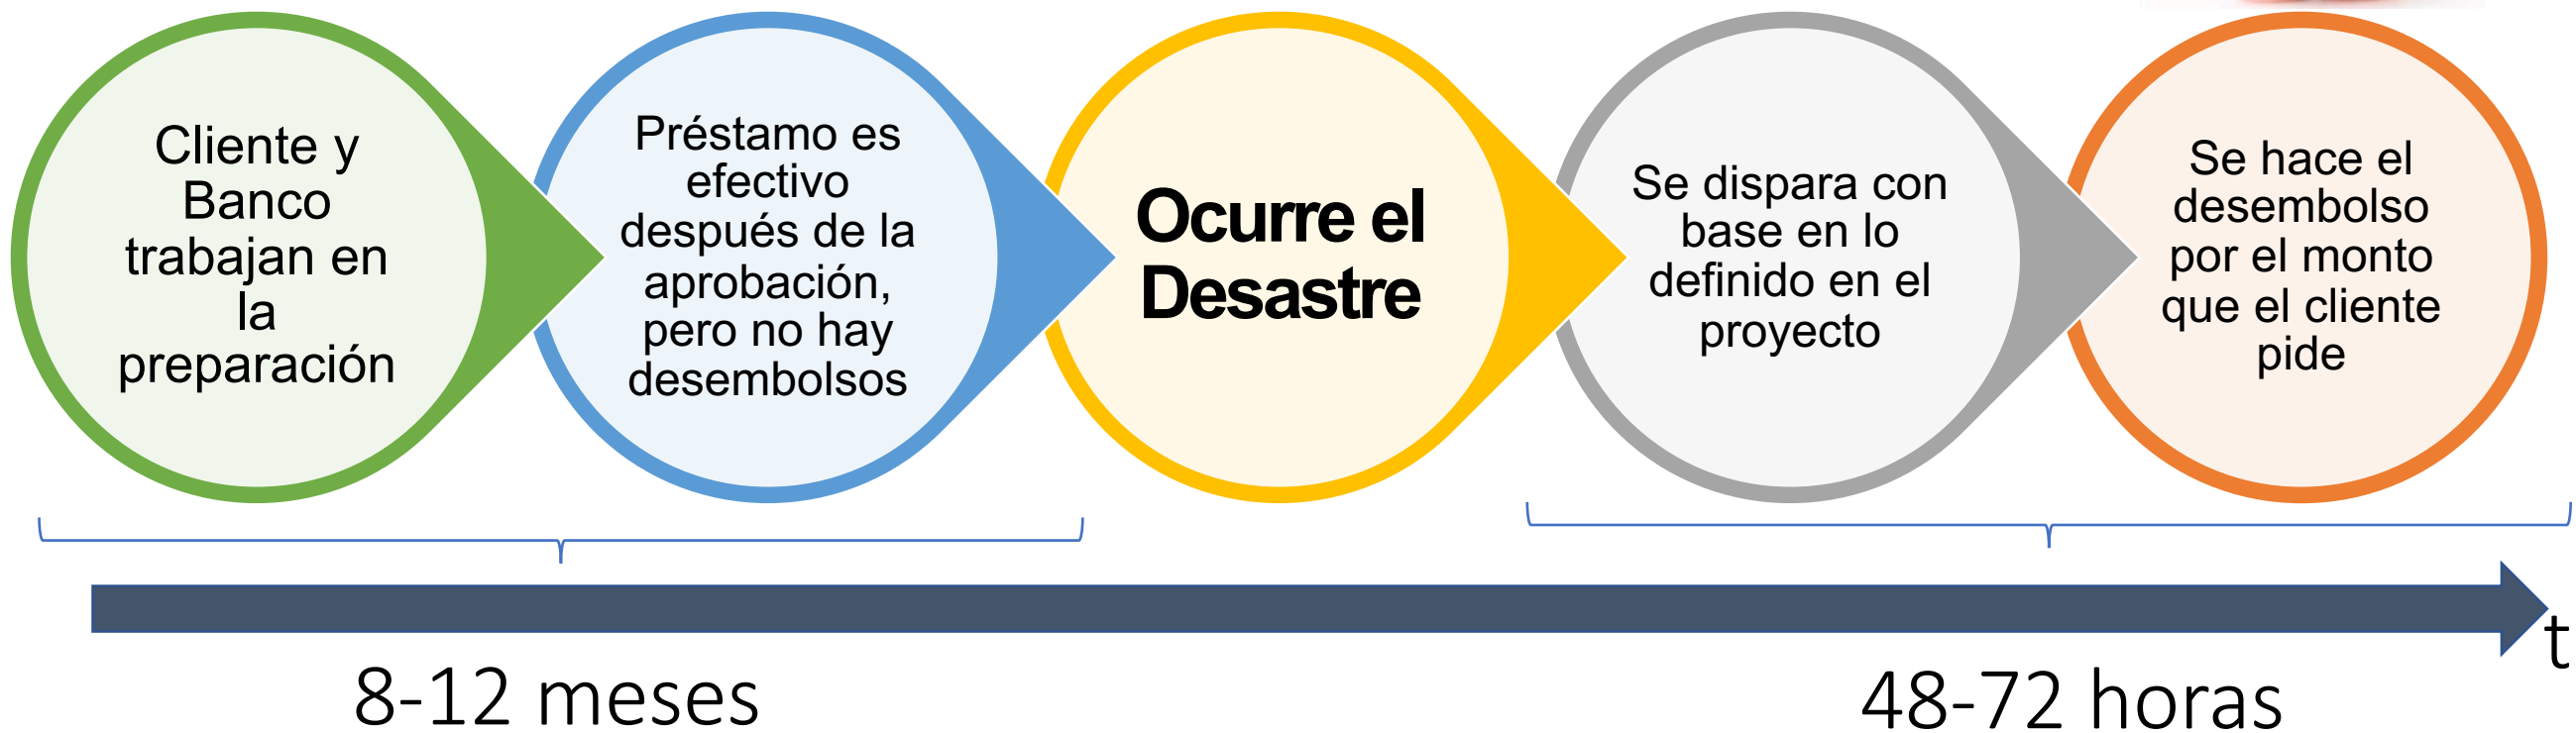 Cliente y
Banco
trabajan en
la
preparación
Préstamo es
efectivo
después de la
aprobación,
pero no hay
desembolsos
Ocurre el
Desastre
Se dispara con
base en lo
definido en el
proyecto
Se hace el
desembolso
por el monto
que el cliente
pide
t
8-12 meses
48-72 horas